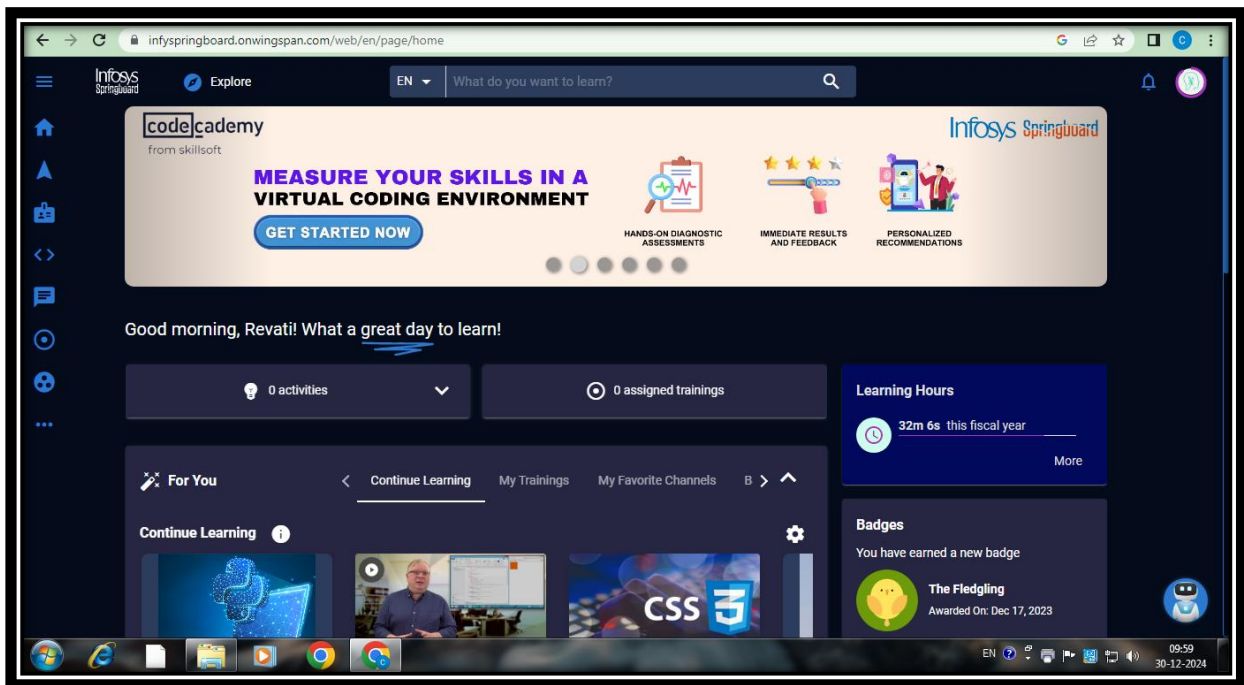 infyspringboard.onwingspan.com/web/en/page/home
G
C
Infosys
Springboard
Explore
EN
What do you want to learn?
codecademy
from skillsoft
Infosys Springboard
MEASURE YOUR SKILLS IN A
VIRTUAL CODING ENVIRONMENT
GET STARTED NOW
HANDS-ON DIAGNOSTIC
ASSESSMENTS
IMMEDIATE RESULTS
AND FEEDBACK
PERSONALIZED
RECOMMENDATIONS
Good morning, Revati! What a great day to learn!
0 activities
0 assigned trainings
Learning Hours
32m 6s this fiscal year
More
For You
Continue Learning
My Trainings
My Favorite Channels
B
Continue Learning
CSS 3
Badges
You have earned a new badge
The Fledgling
Awarded On: Dec 17, 2023
EN
09:59
30-12-2024